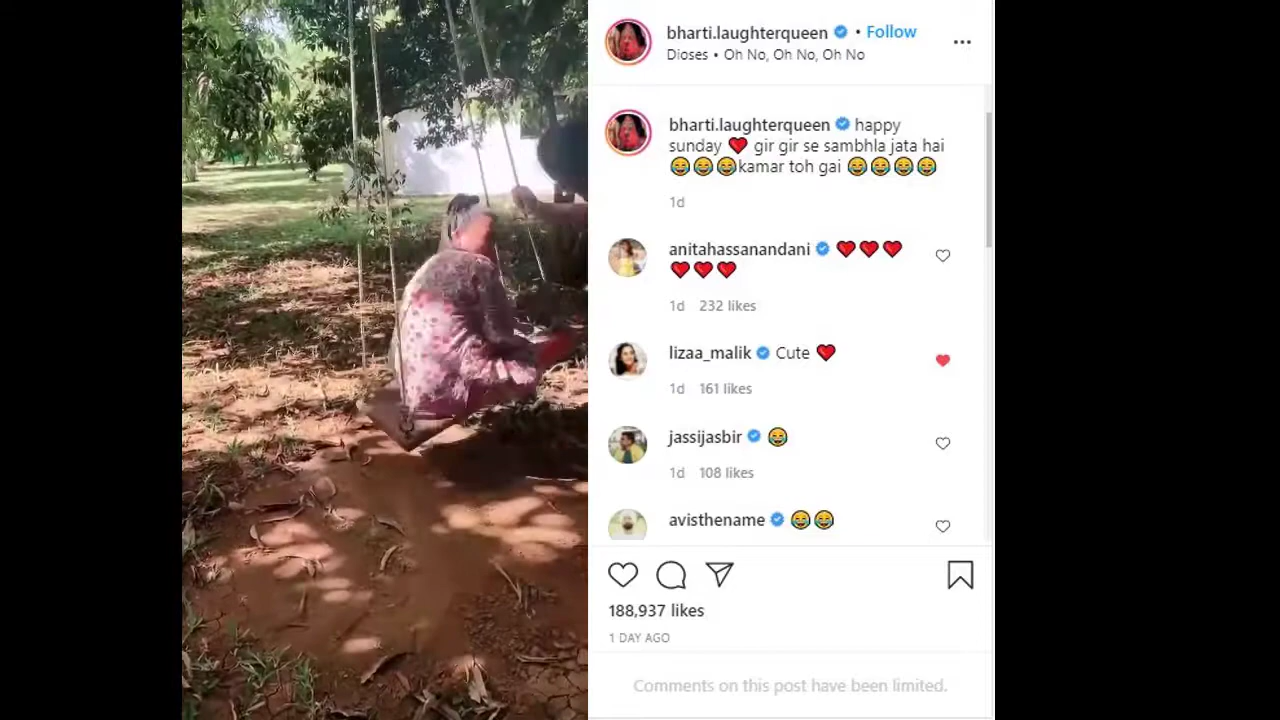 bharti.laughterqueen • Follow
Dioses • Oh No, Oh No, Oh No
bharti.laughterqueen happy
sunday ❤️ gir gir se sambhla jata hai
😂😂😂kamar toh gai 😂😂😂😂
1d
anitahassanandani ❤️❤️❤️
❤️❤️❤️
1d 232 likes
lizaa_malik Cute ❤️
1d 161 likes
jassijasbir 😂
1d 108 likes
avisthename 😂😂
188,937 likes
1 DAY AGO
Comments on this post have been limited.